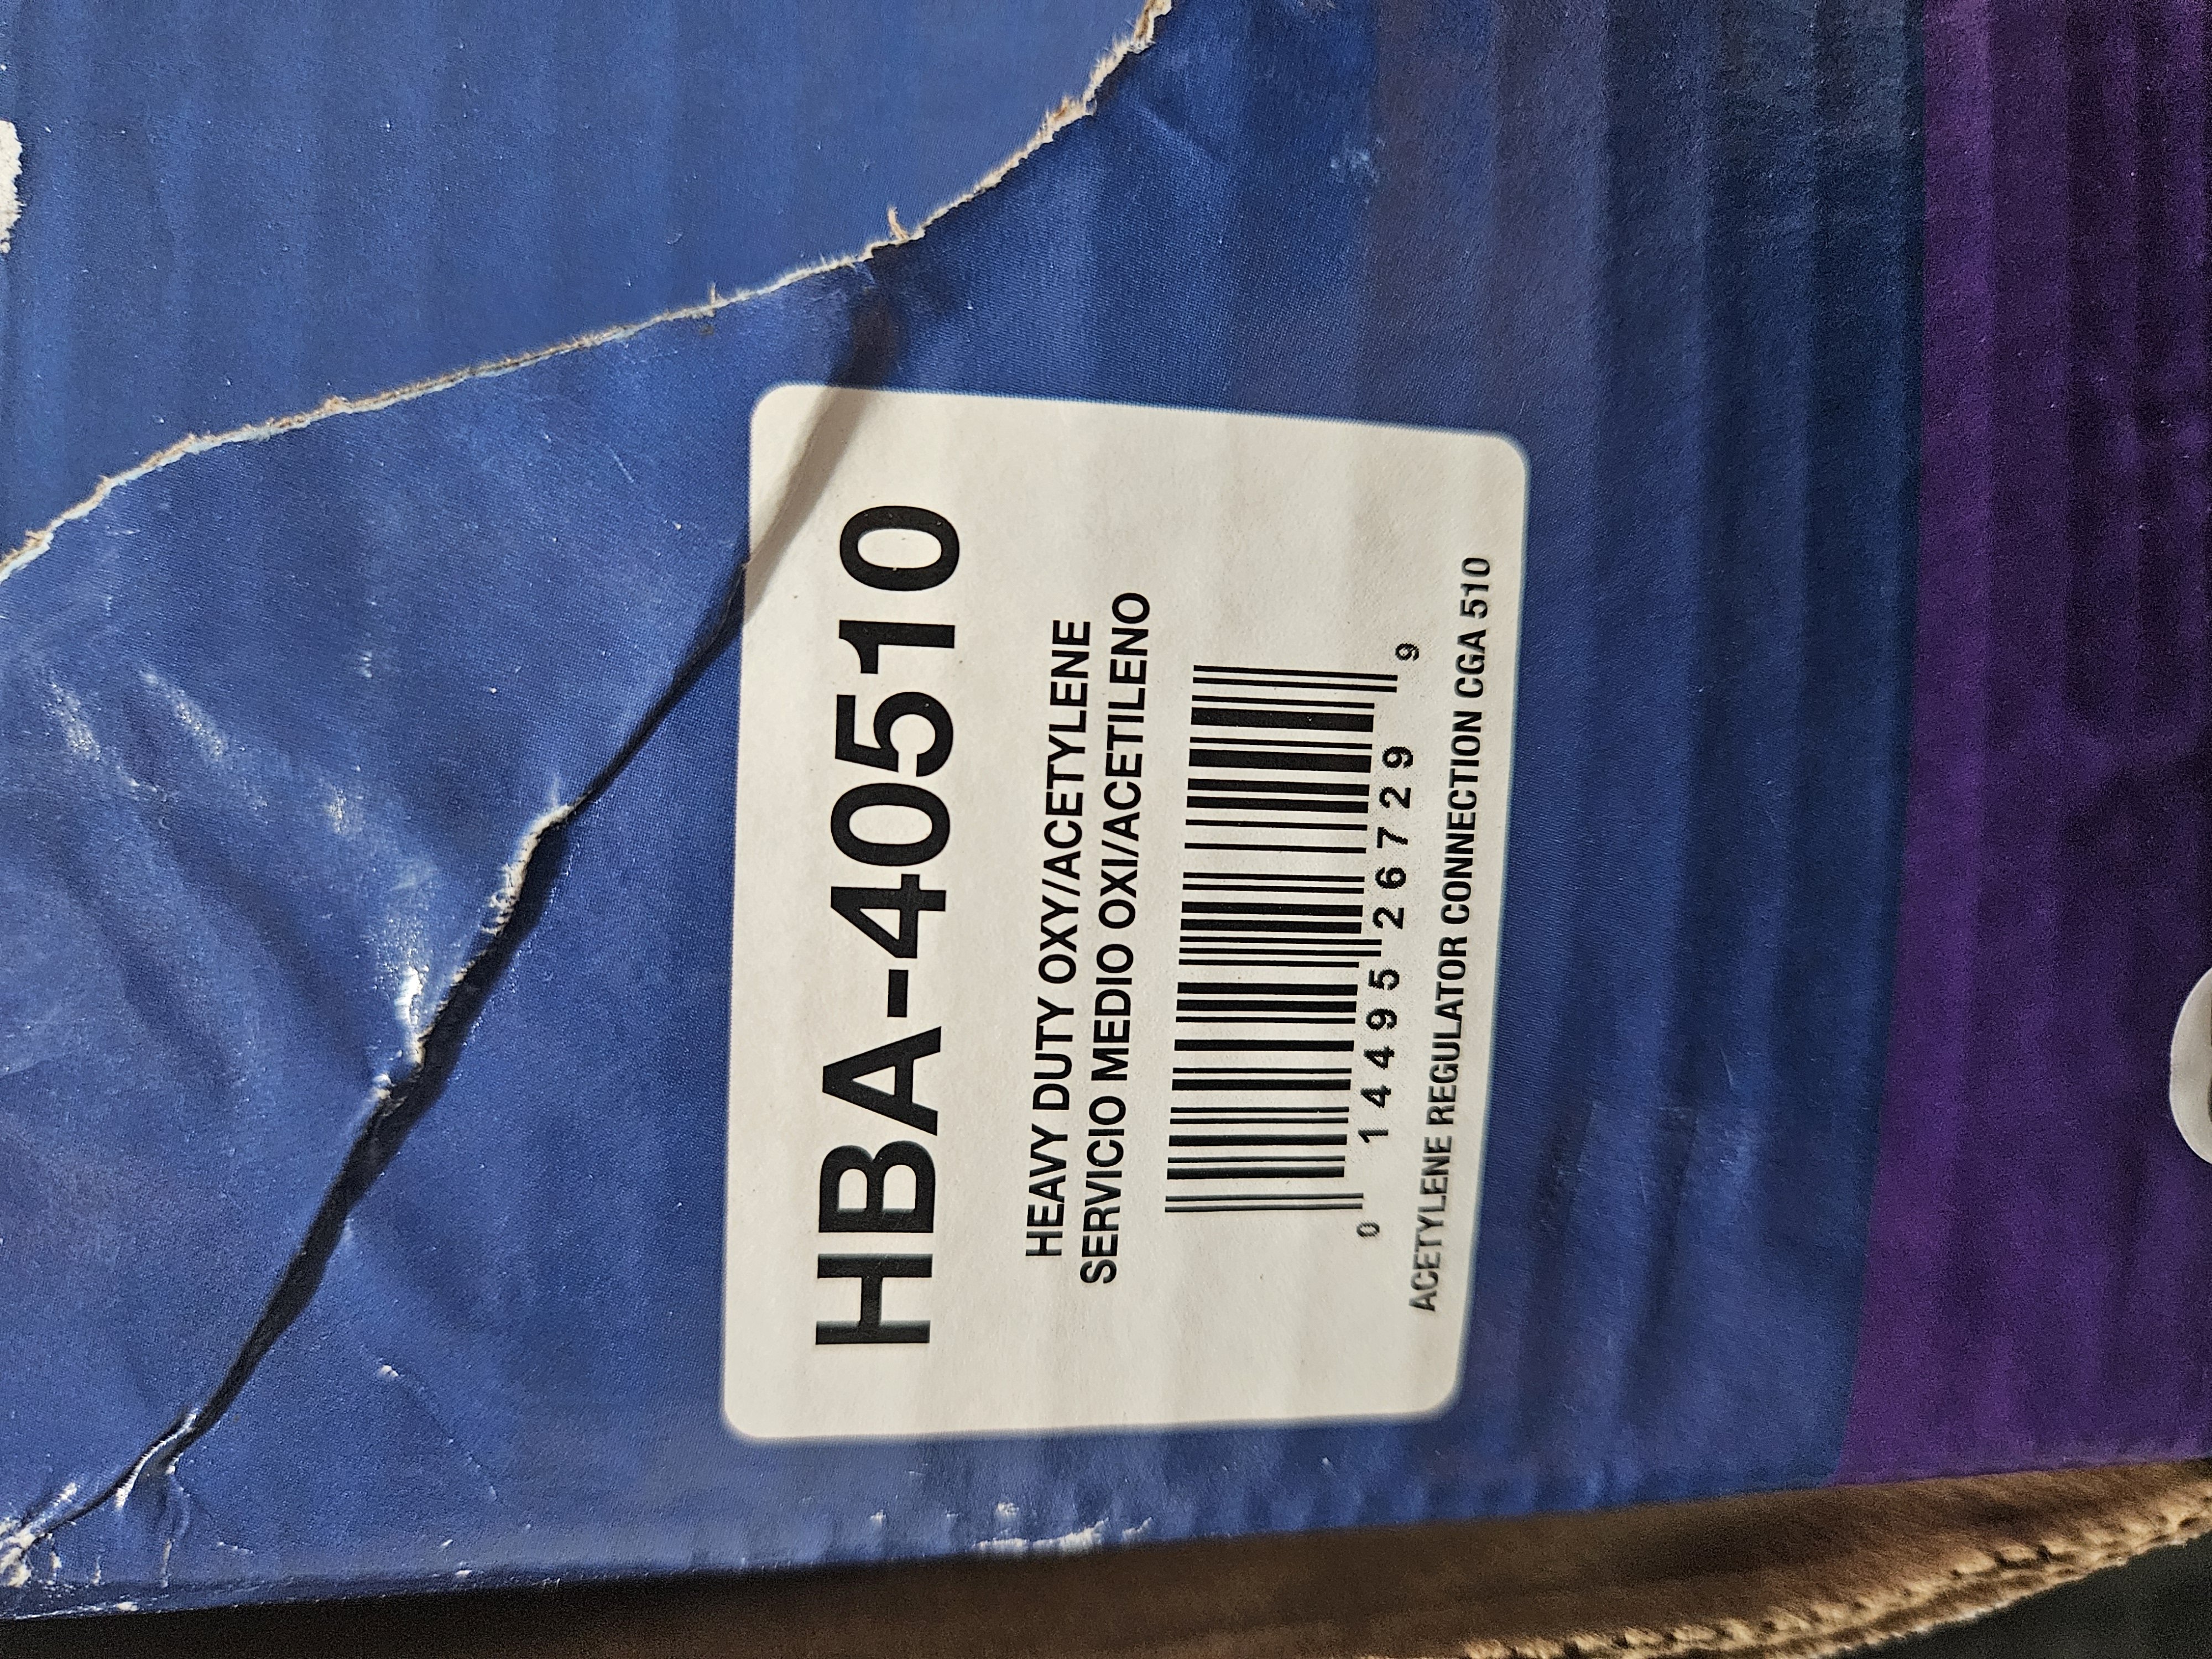 HBA-40510
HEAVY DUTY OXY/ACETYLENE
SERVICIO MEDIO OXI/ACETILENO
0 14495 26729 9
ACETYLENE REGULATOR CONNECTION CGA 510